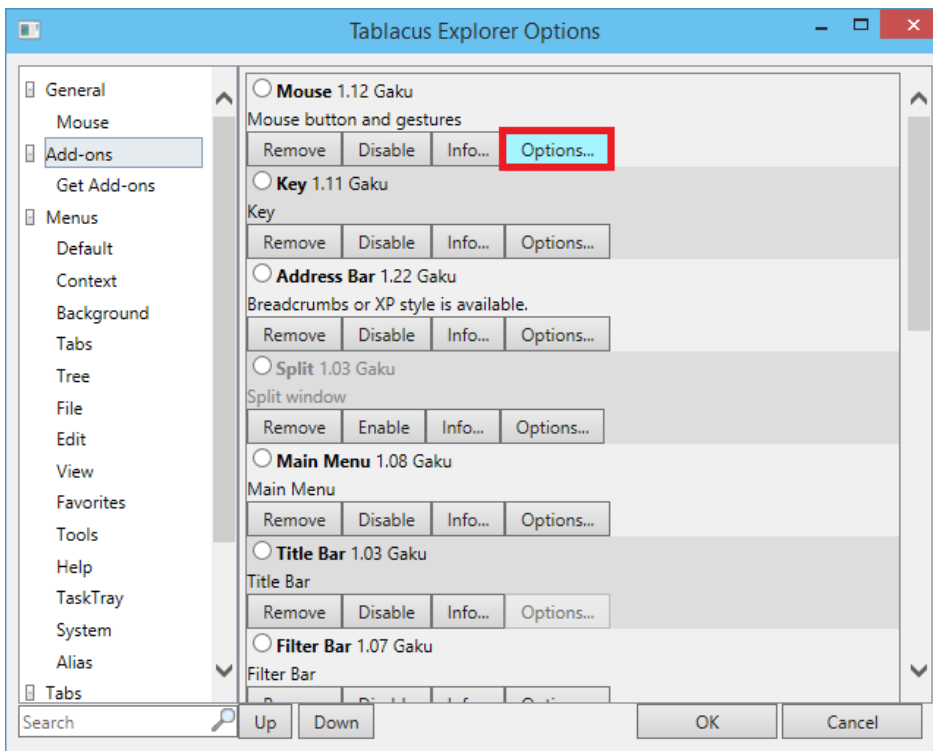 Tablacus Explorer Options
General
Mouse
Add-ons
Get Add-ons
Menus
Default
Context
Background
Tabs
Tree
File
Edit
View
Favorites
Tools
Help
TaskTray
System
Alias
Tabs
Search
Mouse 1.12 Gaku
Mouse button and gestures
Remove Disable Info... Options...
Key 1.11 Gaku
Key
Remove Disable Info... Options...
Address Bar 1.22 Gaku
Breadcrumbs or XP style is available.
Remove Disable Info... Options...
Split 1.03 Gaku
Split window
Remove Enable Info... Options...
Main Menu 1.08 Gaku
Main Menu
Remove Disable Info... Options...
Title Bar 1.03 Gaku
Title Bar
Remove Disable Info... Options...
Filter Bar 1.07 Gaku
Filter Bar
Up Down OK Cancel